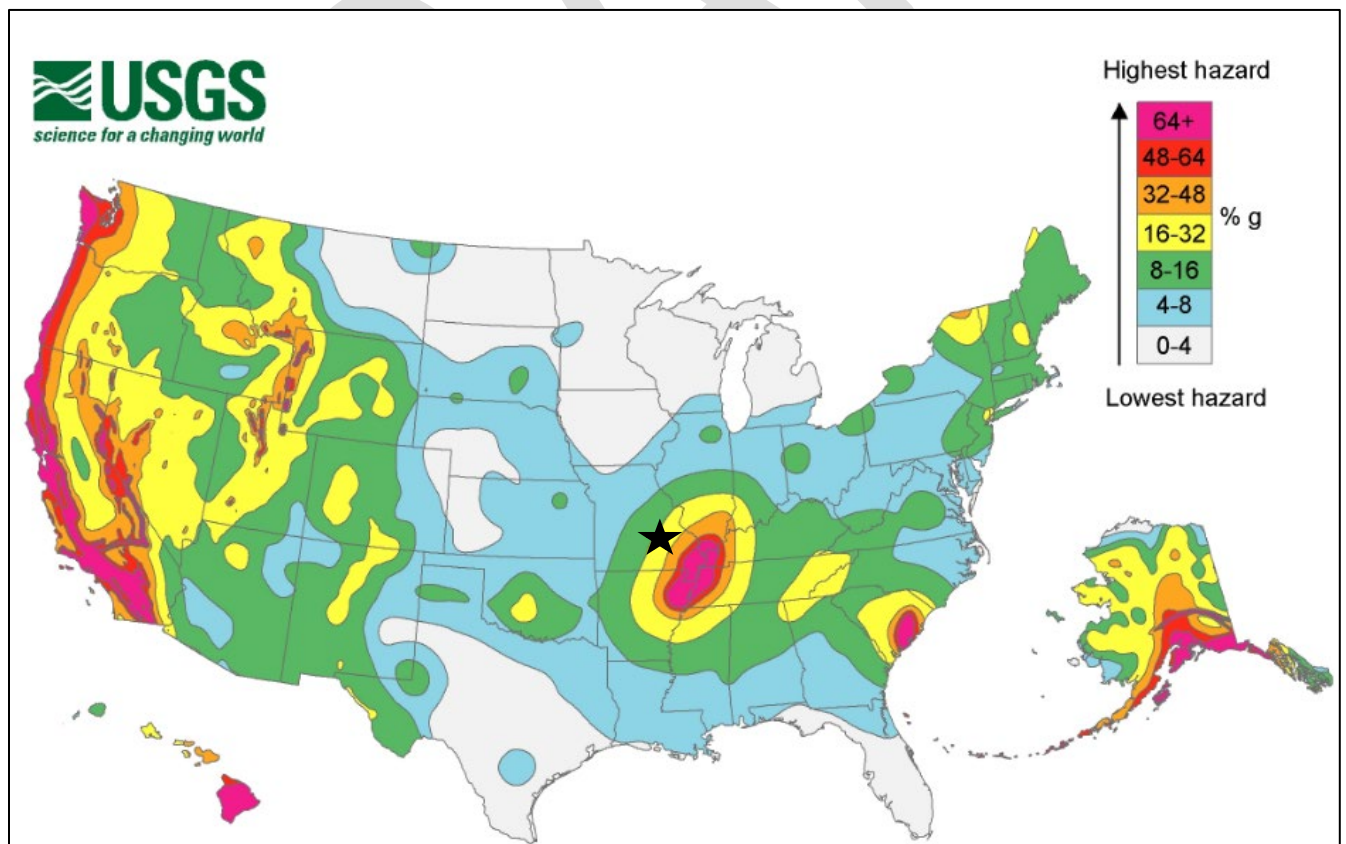 USGS
science for a changing world
Highest hazard
64+
48-64
32-48
16-32
% g
8-16
4-8
0-4
Lowest hazard